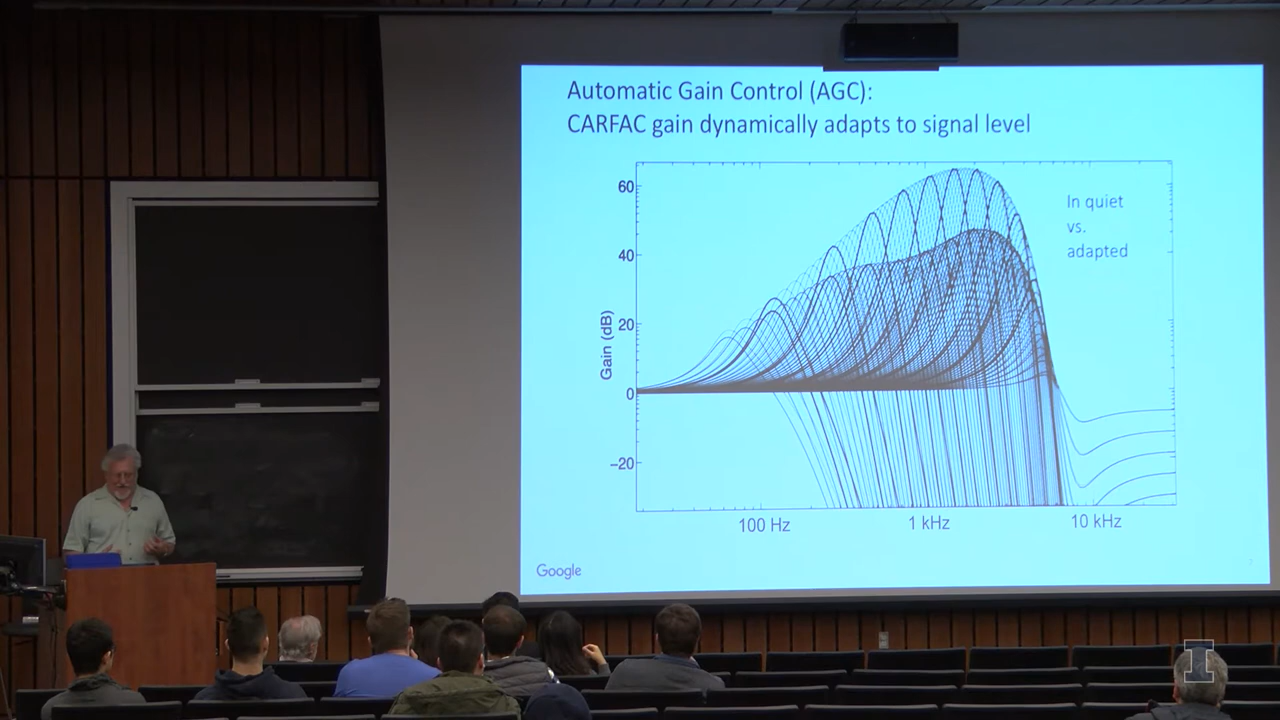 Automatic Gain Control (AGC):
CARFAC gain dynamically adapts to signal level
60
40
20
0
−20
Gain (dB)
In quiet
vs.
adapted
100 Hz
1 kHz
10 kHz
Google
7
I